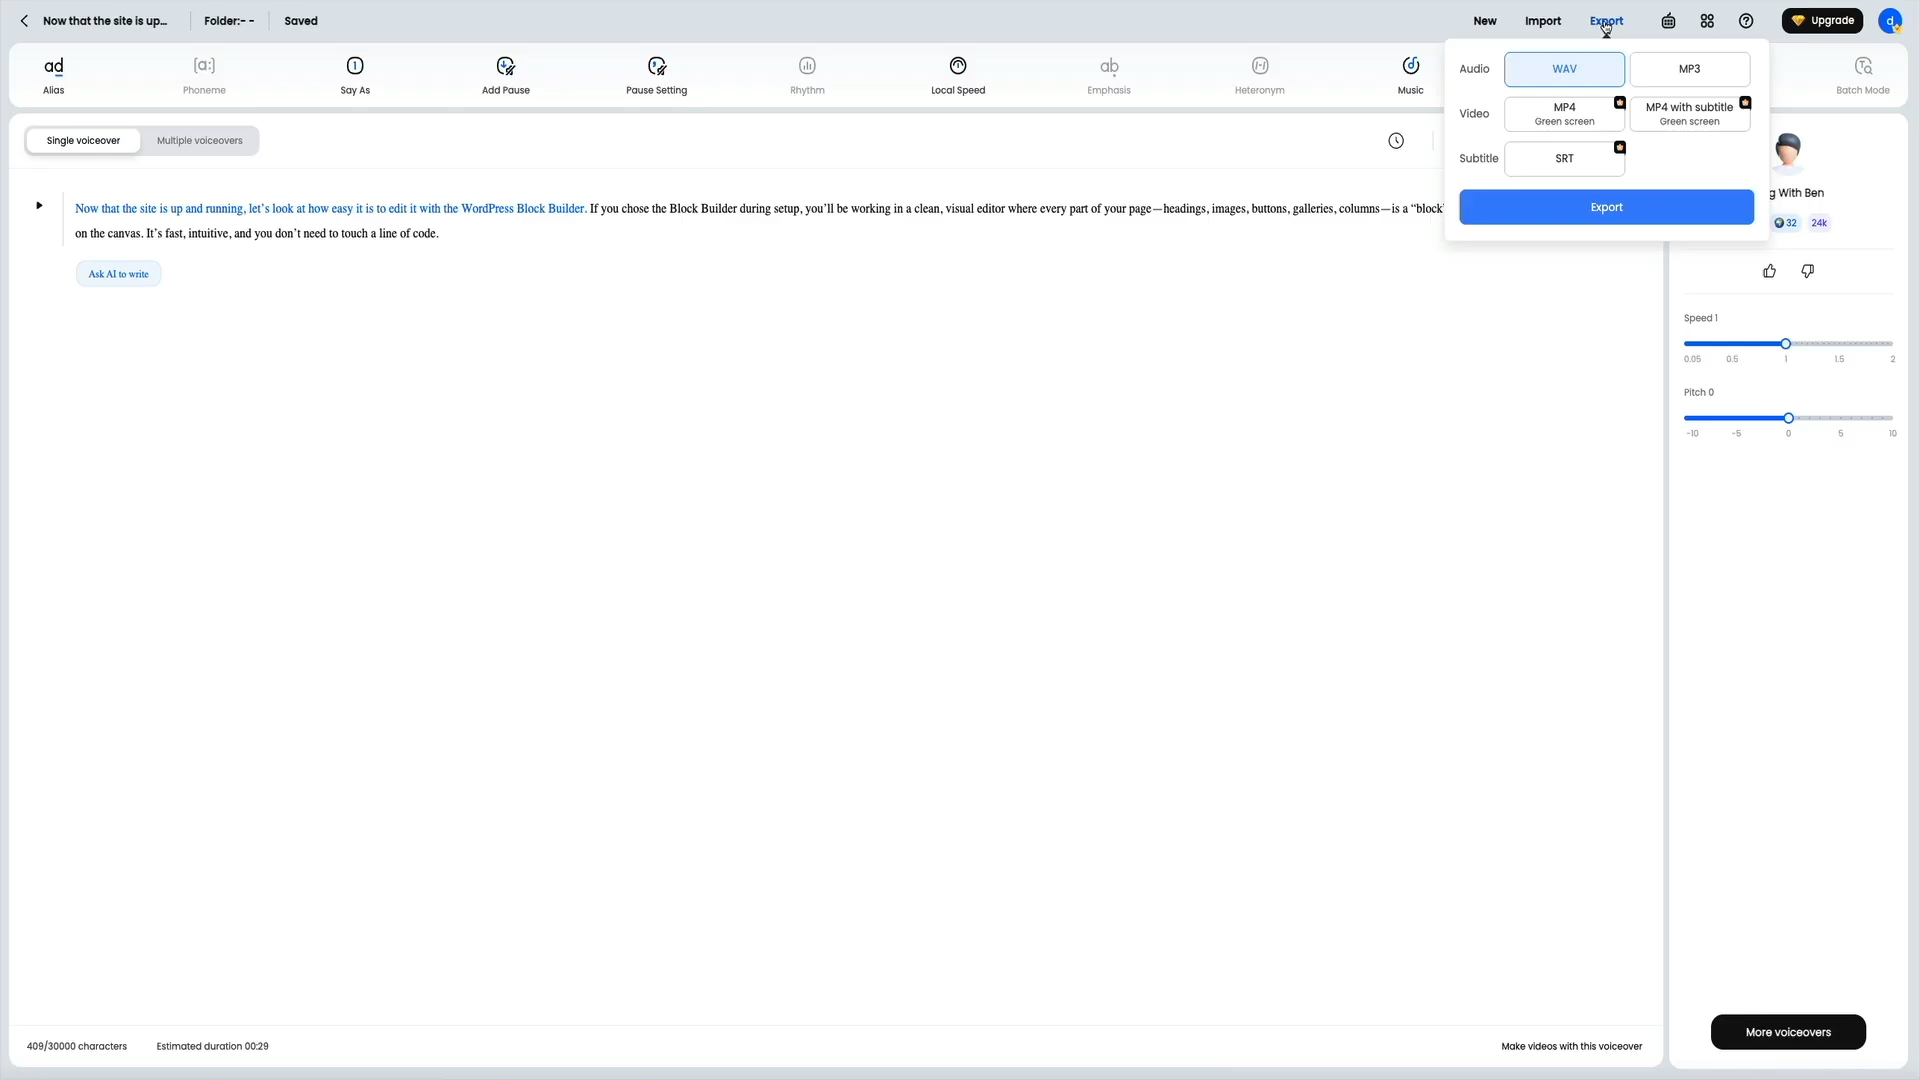 Now that the site is up...
Folder:- -
Saved
New
Import
Export
Upgrade
d
Alias
Phoneme
Say As
Add Pause
Pause Setting
Rhythm
Local Speed
Emphasis
Heteronym
Music
Batch Mode
Audio
WAV
MP3
Video
MP4
Green screen
MP4 with subtitle
Green screen
Subtitle
SRT
Export
Single voiceover
Multiple voiceovers
Now that the site is up and running, let’s look at how easy it is to edit it with the WordPress Block Builder. If you chose the Block Builder during setup, you’ll be working in a clean, visual editor where every part of your page—headings, images, buttons, galleries, columns—is a “block”
on the canvas. It’s fast, intuitive, and you don’t need to touch a line of code.
Ask AI to write
g With Ben
32
24k
Speed 1
0.05 0.5 1 1.5 2
Pitch 0
-10 -5 0 5 10
More voiceovers
409/30000 characters
Estimated duration 00:29
Make videos with this voiceover